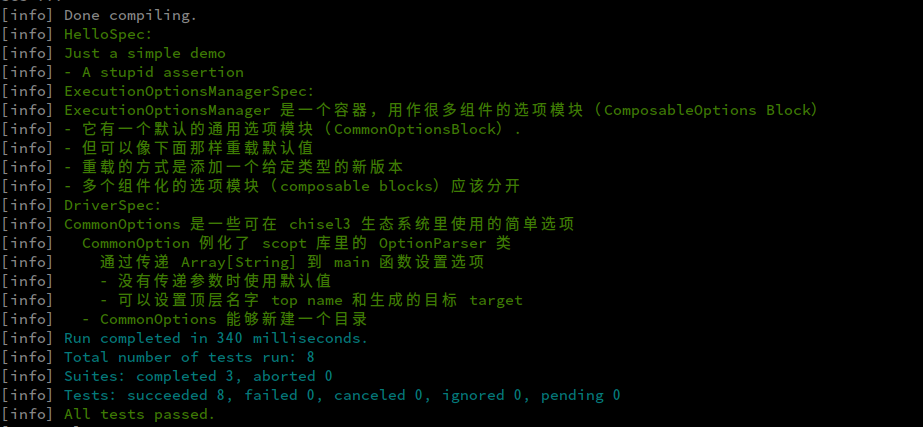 [info] Done compiling.
[info] HelloSpec:
[info] Just a simple demo
[info] - A stupid assertion
[info] ExecutionOptionsManagerSpec:
[info] ExecutionOptionsManager 是一个容器，用作很多组件的选项模块（ComposableOptions Block）
[info] - 它有一个默认的通用选项模块（CommonOptionsBlock）.
[info] - 但可以像下面那样重载默认值
[info] - 重载的方式是添加一个给定类型的新版本
[info] - 多个组件化的选项模块（composable blocks）应该分开
[info] DriverSpec:
[info] CommonOptions 是一些可在 chisel3 生态系统里使用的简单选项
[info]   CommonOption 例化了 scopt 库里的 OptionParser 类
[info]     通过传递 Array[String] 到 main 函数设置选项
[info]     - 没有传递参数时使用默认值
[info]     - 可以设置顶层名字 top name 和生成的目标 target
[info]   - CommonOptions 能够新建一个目录
[info] Run completed in 340 milliseconds.
[info] Total number of tests run: 8
[info] Suites: completed 3, aborted 0
[info] Tests: succeeded 8, failed 0, canceled 0, ignored 0, pending 0
[info] All tests passed.